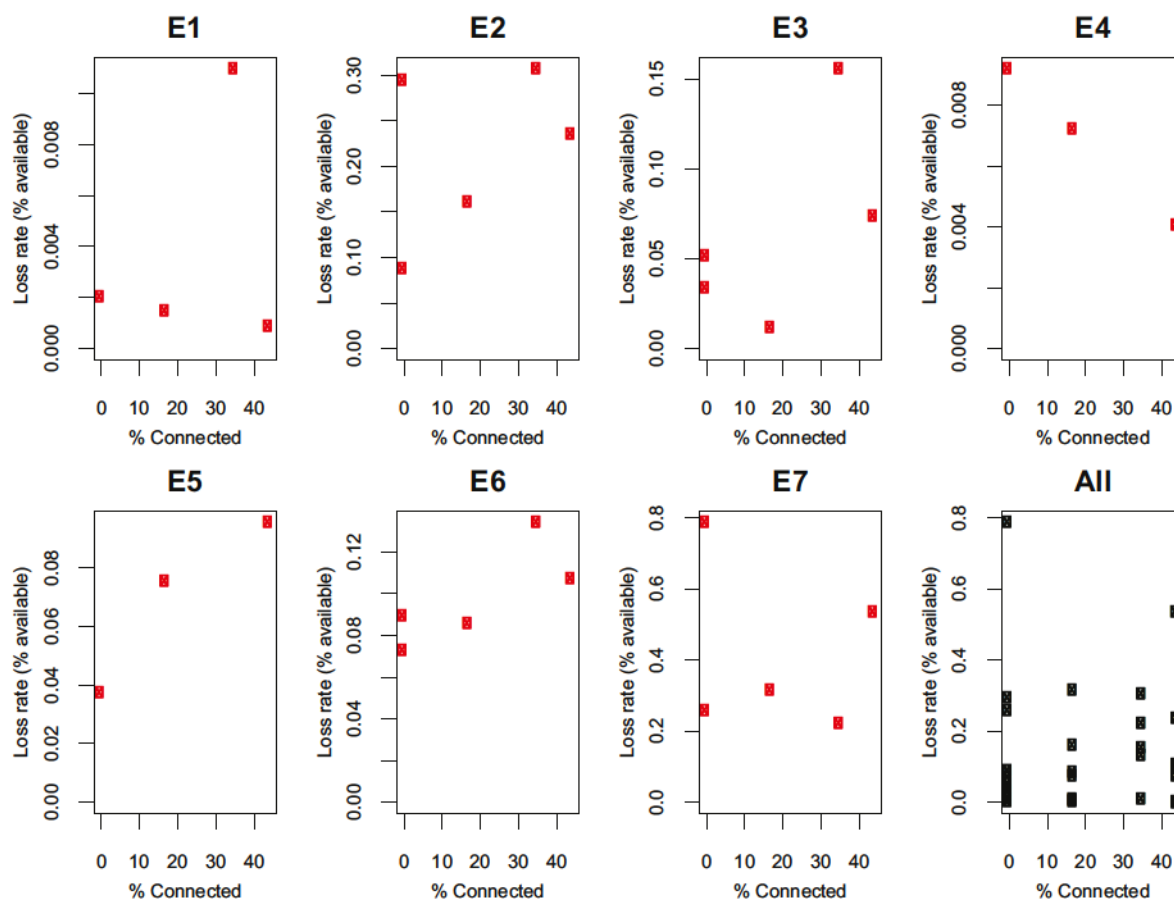 E1 E2 E3 E4
Loss rate (% available) Loss rate (% available) Loss rate (% available) Loss rate (% available)
0.008 0.004 0.000
0.30 0.20 0.10 0.00
0.15 0.10 0.05 0.00
0.008 0.004 0.000
0 10 20 30 40 0 10 20 30 40 0 10 20 30 40 0 10 20 30 40
% Connected % Connected % Connected % Connected
E5 E6 E7 All
Loss rate (% available) Loss rate (% available) Loss rate (% available) Loss rate (% available)
0.08 0.06 0.04 0.02 0.00
0.12 0.08 0.04 0.00
0.8 0.6 0.4 0.2 0.0
0.8 0.6 0.4 0.2 0.0
0 10 20 30 40 0 10 20 30 40 0 10 20 30 40 0 10 20 30 40
% Connected % Connected % Connected % Connected